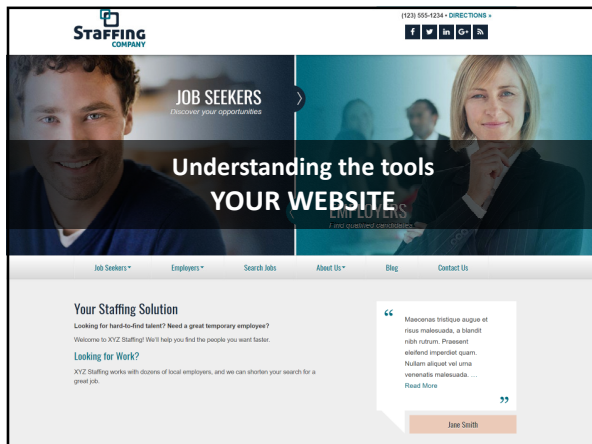 STaFFING
COMPANY
(123) 555-1234 • DIRECTIONS »
JOB SEEKERS
Discover your opportunities
Understanding the tools
YOUR WEBSITE
EMPLOYERS
Find qualified candidates
Job Seekers
Employers
Search Jobs
About Us
Blog
Contact Us
Your Staffing Solution
Looking for hard-to-find talent? Need a great temporary employee?
Welcome to XYZ Staffing! We'll help you find the people you want faster.
Looking for Work?
XYZ Staffing works with dozens of local employers, and we can shorten your search for a
great job.
“
Maecenas tristique augue et
risus malesuada, a blandit
nibh rutrum. Praesent
eleifend imperdiet quam.
Nullam aliquet vel urna
venenatis malesuada. ...
Read More
”
Jane Smith